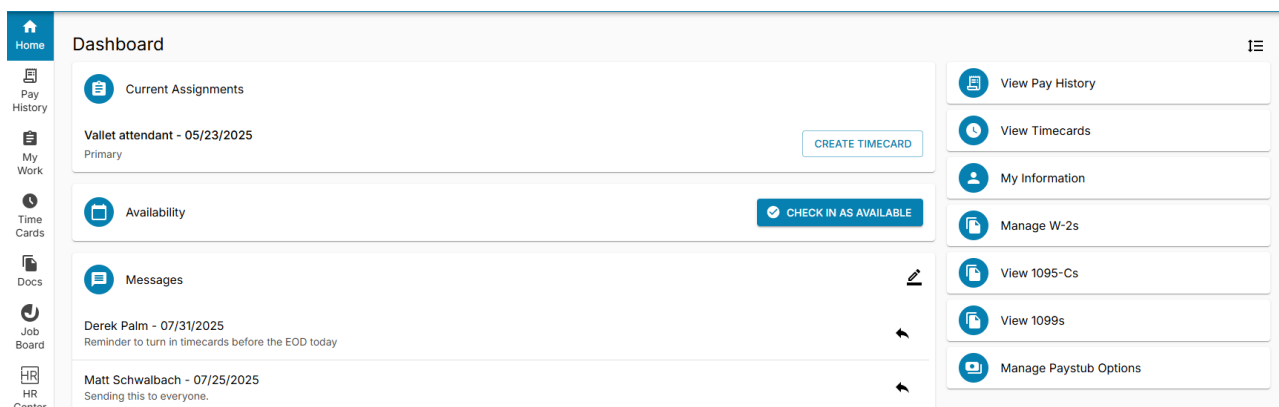 Home
Pay
History
My
Work
Time
Cards
Docs
Job
Board
HR
HR
Center
Dashboard
Current Assignments
Vallet attendant - 05/23/2025
Primary
CREATE TIMECARD
Availability
CHECK IN AS AVAILABLE
Messages
Derek Palm - 07/31/2025
Reminder to turn in timecards before the EOD today
Matt Schwalbach - 07/25/2025
Sending this to everyone.
View Pay History
View Timecards
My Information
Manage W-2s
View 1095-Cs
View 1099s
Manage Paystub Options